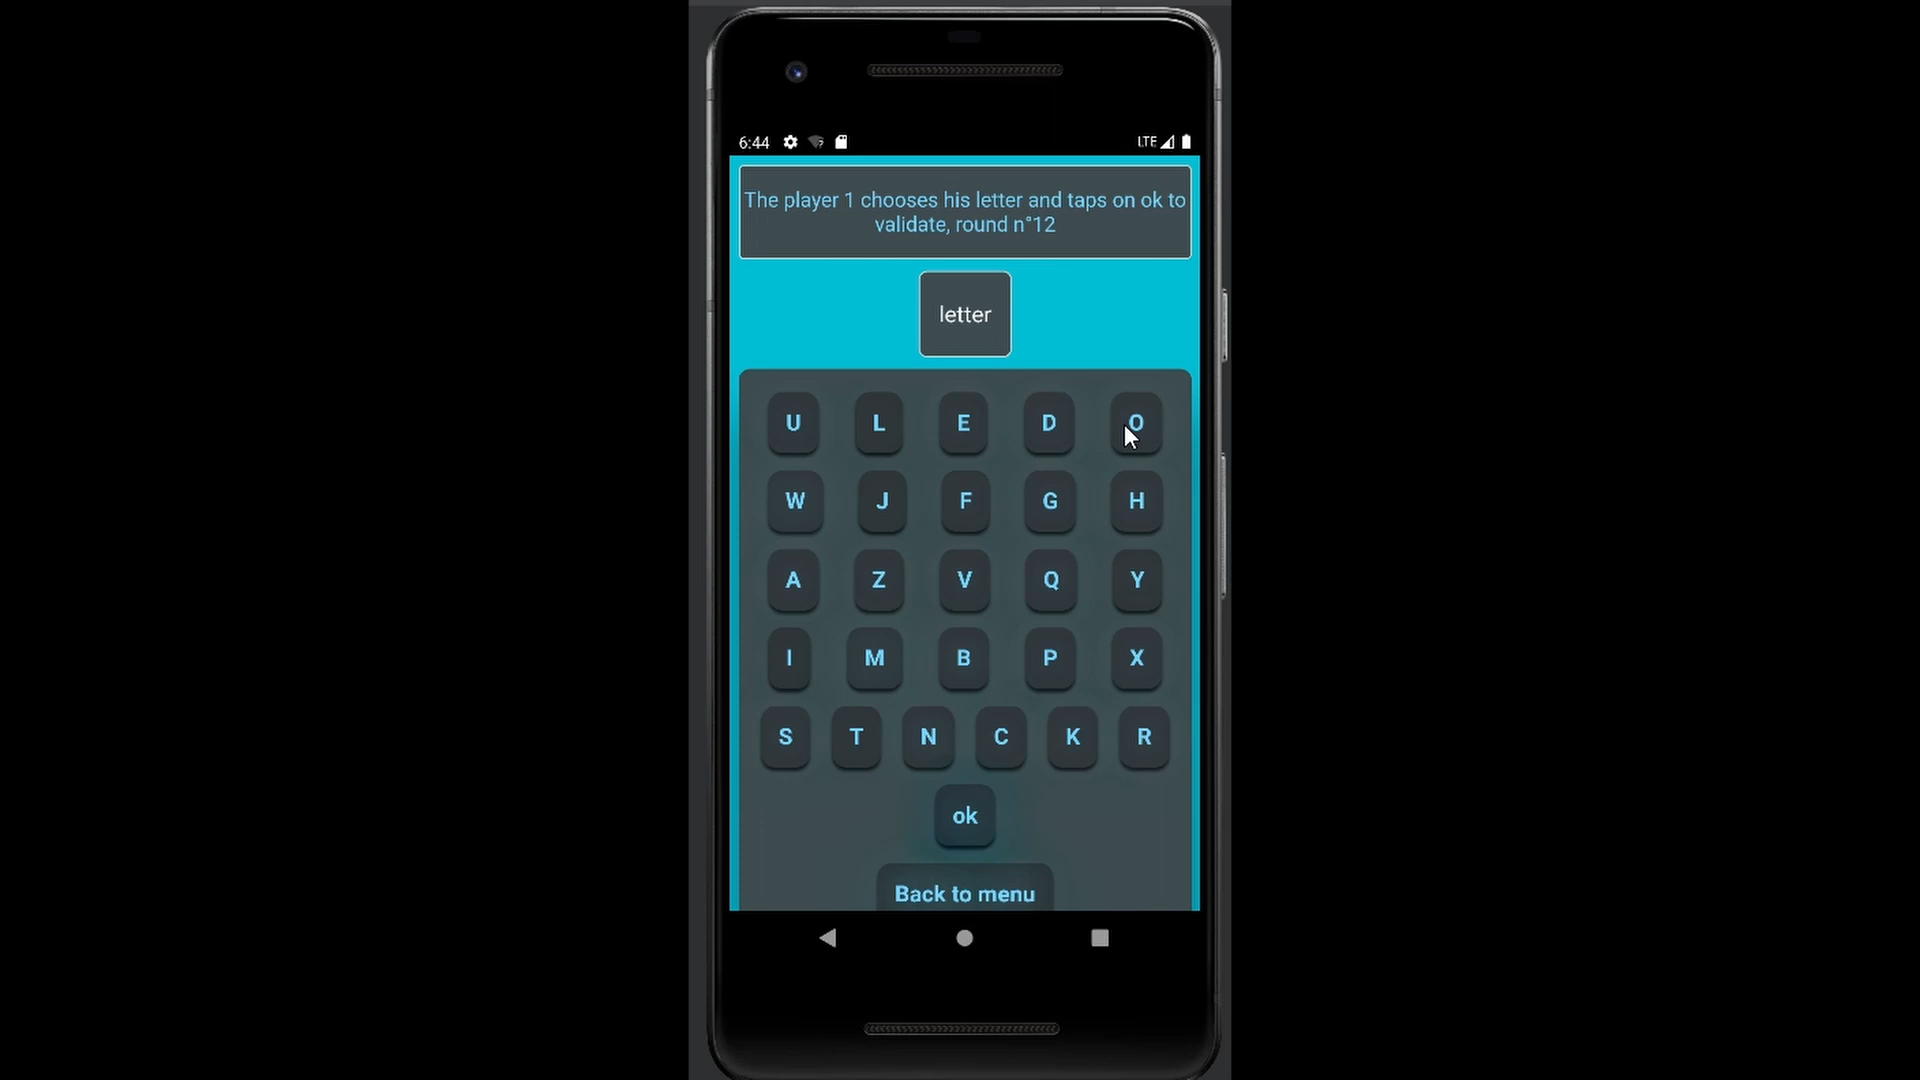 6:44 LTE
The player 1 chooses his letter and taps on ok to
validate, round n°12
letter
U L E D O
W J F G H
A Z V Q Y
I M B P X
S T N C K R
ok
Back to menu